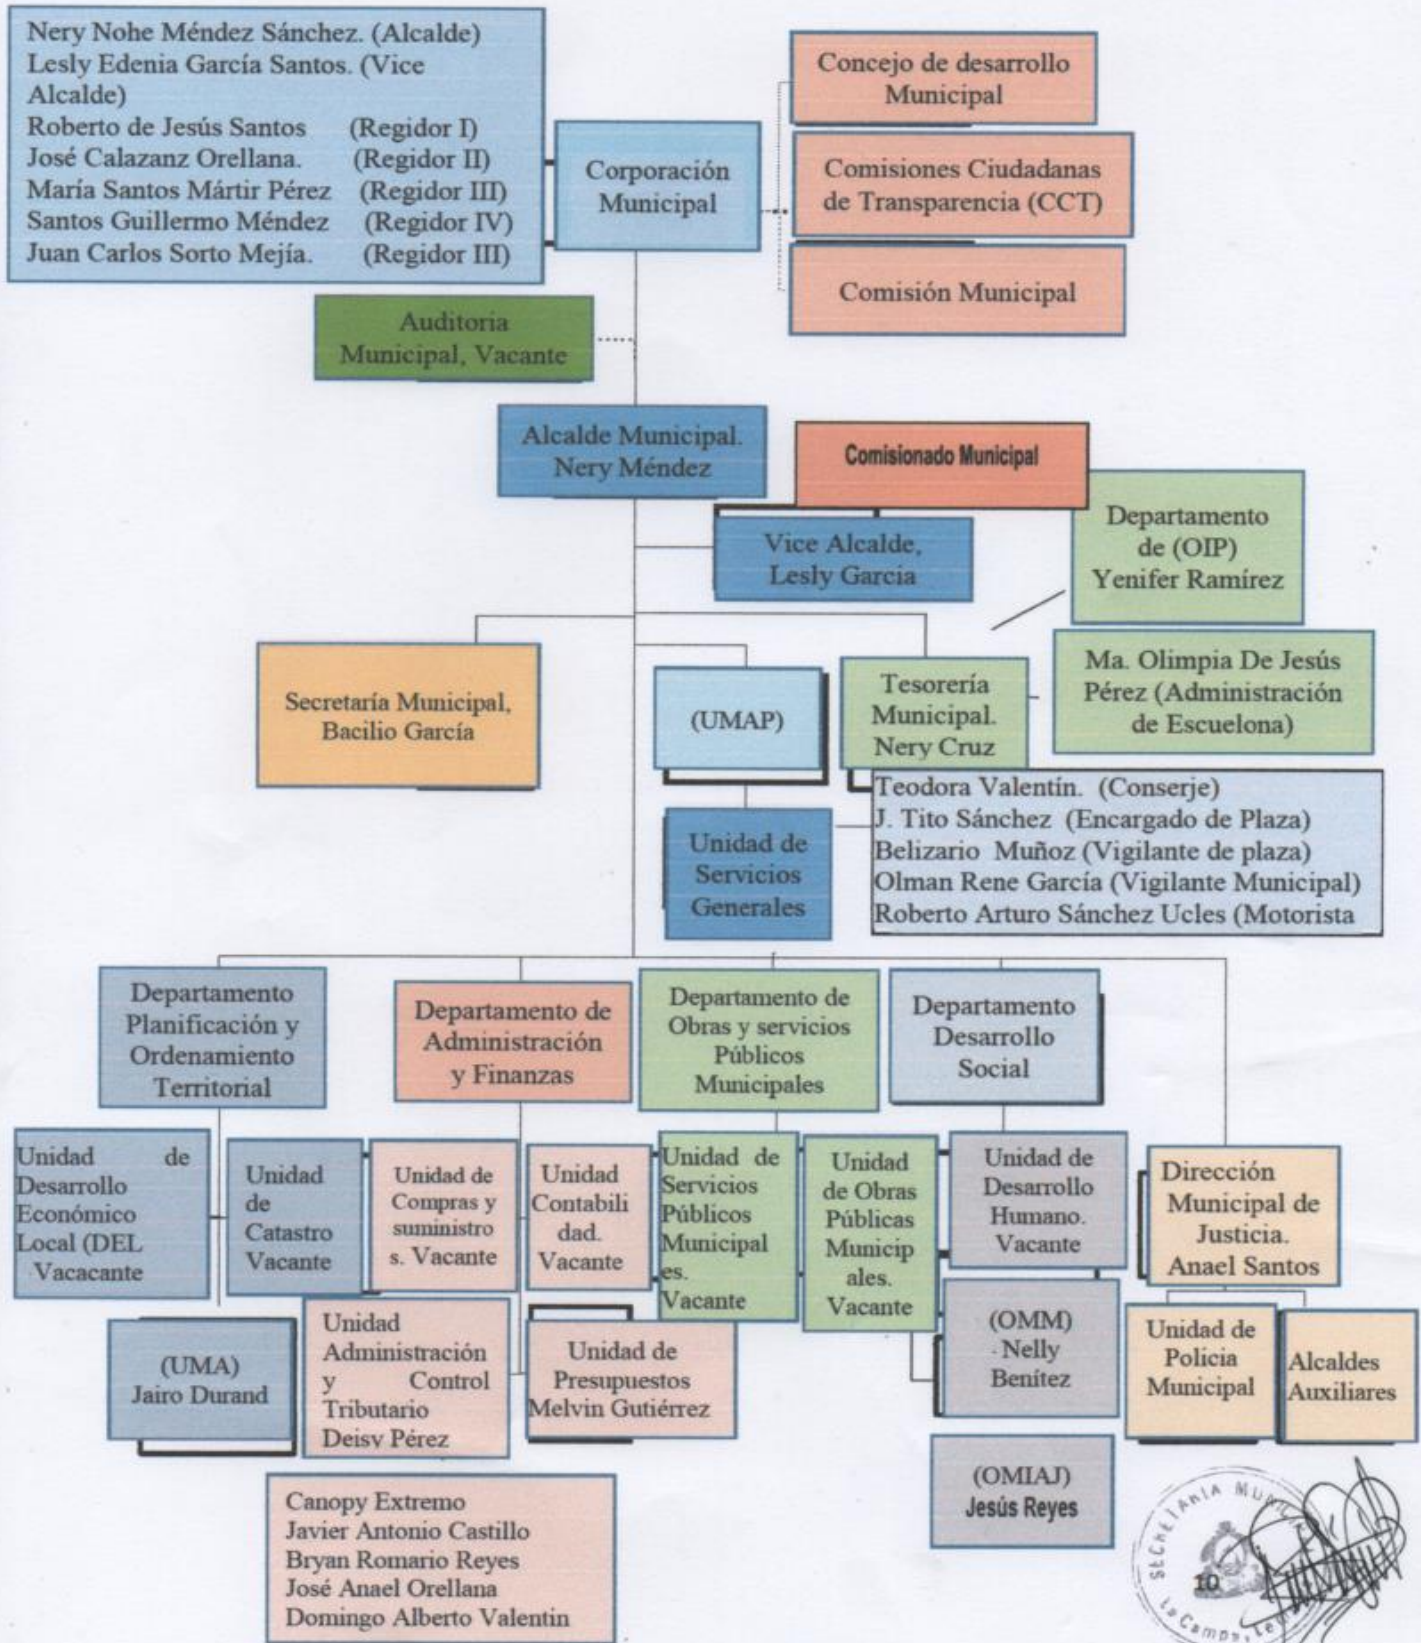 Nery Nohe Méndez Sánchez. (Alcalde)
Lesly Edenia García Santos. (Vice
Alcalde)
Roberto de Jesús Santos (Regidor I)
José Calazanz Orellana. (Regidor II)
María Santos Mártir Pérez (Regidor III)
Santos Guillermo Méndez (Regidor IV)
Juan Carlos Sorto Mejía. (Regidor III)
Corporación
Municipal
Concejo de desarrollo
Municipal
Comisiones Ciudadanas
de Transparencia (CCT)
Comisión Municipal
Auditoria
Municipal, Vacante
Alcalde Municipal.
Nery Méndez
Comisionado Municipal
Vice Alcalde,
Lesly Garcia
Departamento
de (OIP)
Yenifer Ramírez
Secretaría Municipal,
Bacilio García
(UMAP)
Tesorería
Municipal.
Nery Cruz
Ma. Olimpia De Jesús
Pérez (Administración
de Escuelona)
Unidad de
Servicios
Generales
Teodora Valentín. (Conserje)
J. Tito Sánchez (Encargado de Plaza)
Belizario Muñoz (Vigilante de plaza)
Olman Rene García (Vigilante Municipal)
Roberto Arturo Sánchez Ucles (Motorista
Departamento
Planificación y
Ordenamiento
Territorial
Departamento de
Administración
y Finanzas
Departamento de
Obras y servicios
Públicos
Municipales
Departamento
Desarrollo
Social
Unidad de
Desarrollo
Económico
Local (DEL
Vacacante
Unidad
de
Catastro
Vacante
Unidad de
Compras y
suministro
s. Vacante
Unidad
Contabili
dad.
Vacante
Unidad de
Servicios
Públicos
Municipal
es.
Vacante
Unidad
de Obras
Públicas
Municip
ales.
Vacante
Unidad de
Desarrollo
Humano.
Vacante
Dirección
Municipal de
Justicia.
Anael Santos
(UMA)
Jairo Durand
Unidad
Administración
y Control
Tributario
Deisy Pérez
Unidad de
Presupuestos
Melvin Gutiérrez
(OMM)
Nelly
Benítez
Unidad de
Policía
Municipal
Alcaldes
Auxiliares
(OMIAJ)
Jesús Reyes
Canopy Extremo
Javier Antonio Castillo
Bryan Romario Reyes
José Anael Orellana
Domingo Alberto Valentin
SECRETARIA
10
La Campa,